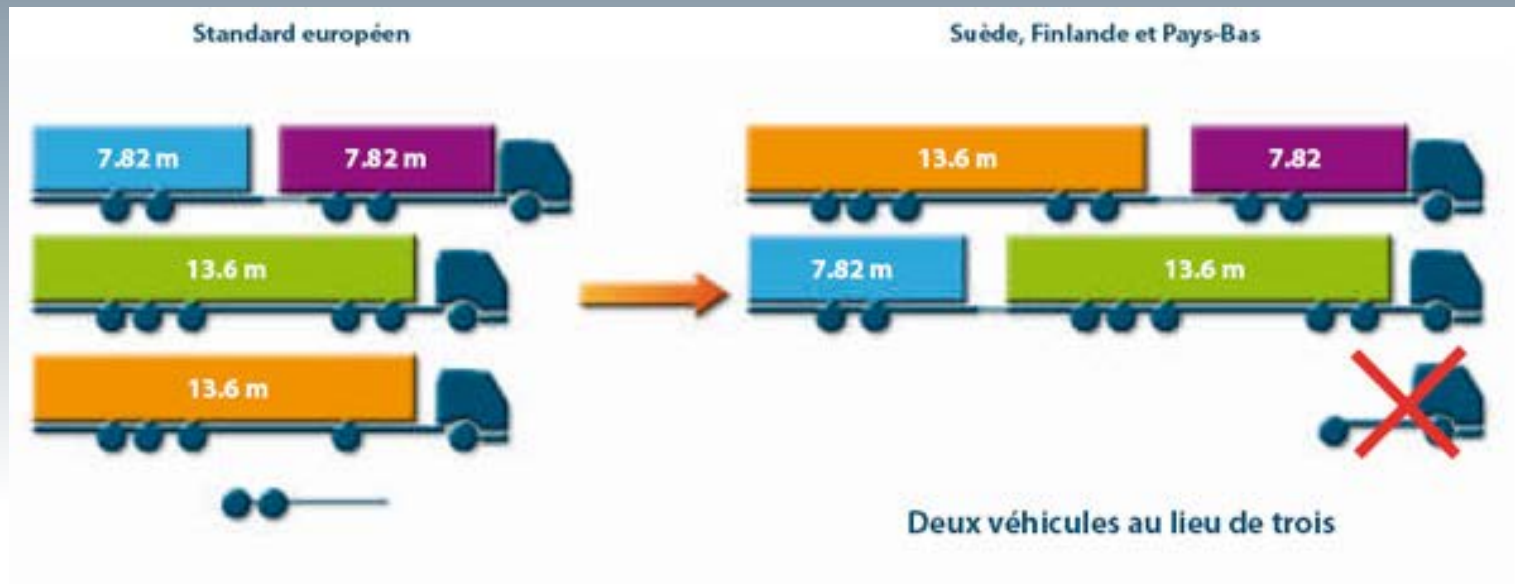 Standard européen
Suède, Finlande et Pays-Bas
7.82 m
7.82 m
13.6 m
7.82
13.6 m
7.82 m
13.6 m
13.6 m
Deux véhicules au lieu de trois